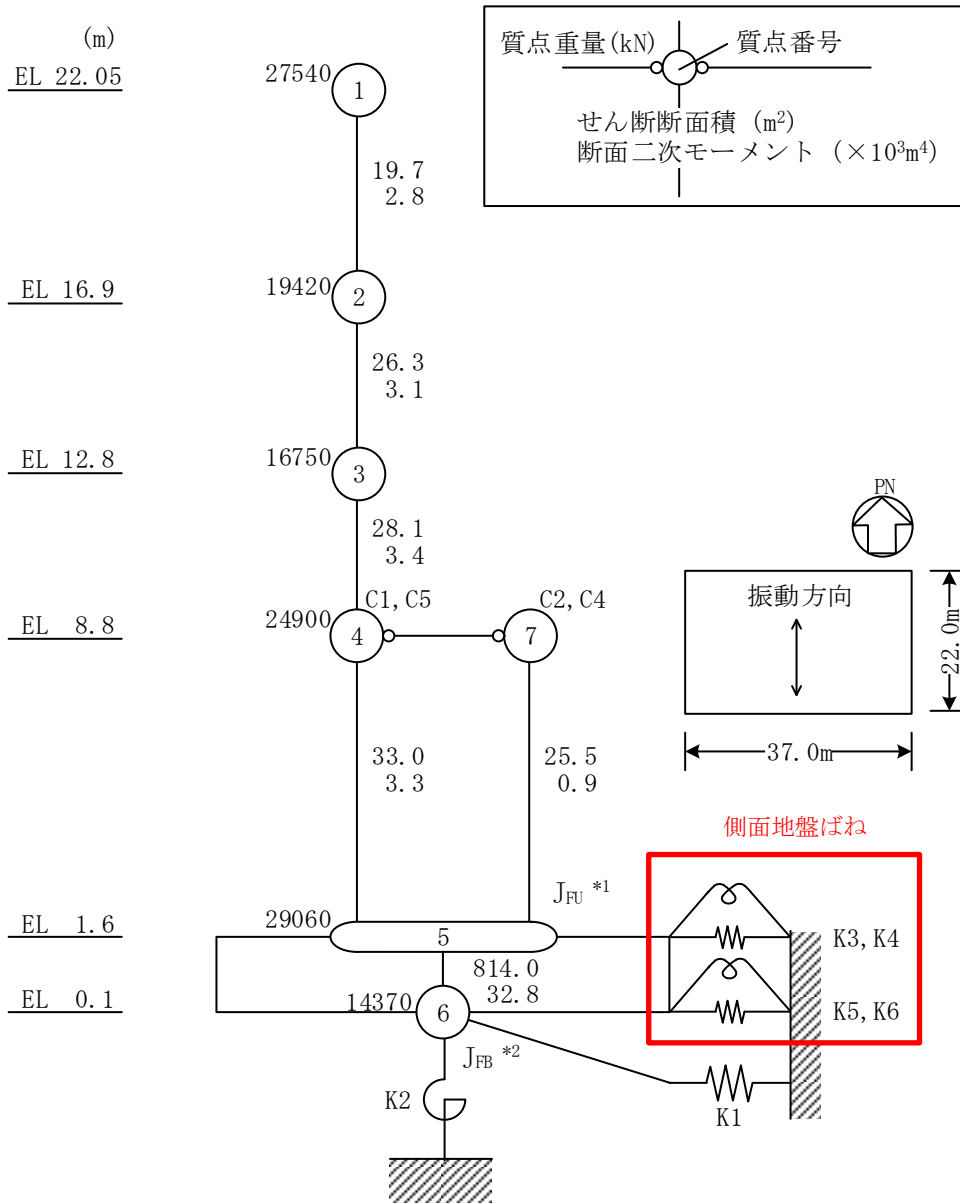 (m)
質点重量(kN)
質点番号
せん断断面積 (m²)
断面二次モーメント (×10³m⁴)
EL 22.05
27540
1
19.7
2.8
EL 16.9
19420
2
26.3
3.1
EL 12.8
16750
3
28.1
3.4
PN
振動方向
22.0m
37.0m
C1, C5
C2, C4
EL 8.8
24900
4
7
33.0
3.3
25.5
0.9
側面地盤ばね
J_FU *1
EL 1.6
29060
5
K3, K4
814.0
32.8
EL 0.1
14370
6
K5, K6
J_FB *2
K2
K1